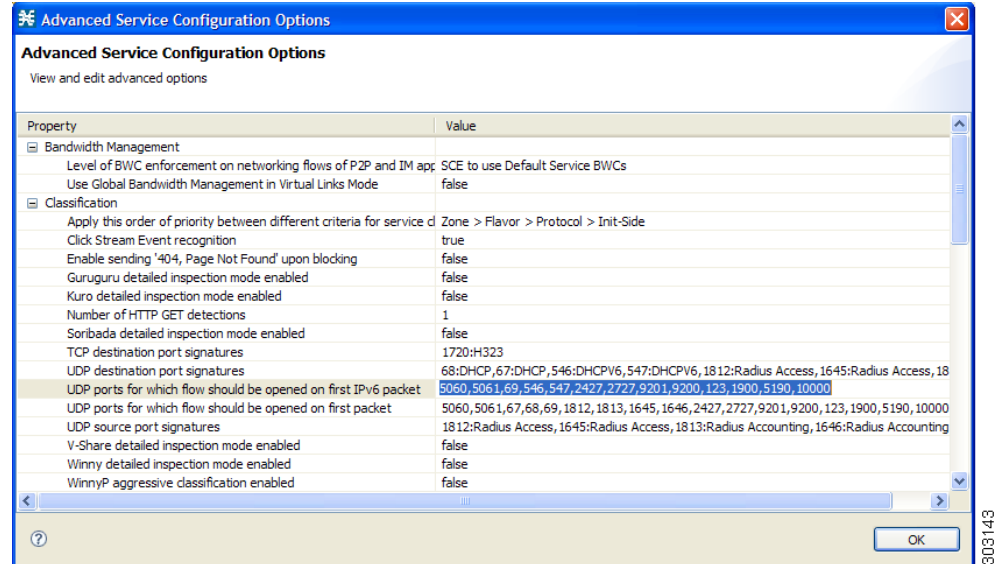 Advanced Service Configuration Options
Advanced Service Configuration Options
View and edit advanced options
Property Value
Bandwidth Management
Level of BWC enforcement on networking flows of P2P and IM app SCE to use Default Service BWCs
Use Global Bandwidth Management in Virtual Links Mode false
Classification
Apply this order of priority between different criteria for service cl Zone > Flavor > Protocol > Init-Side
Click Stream Event recognition true
Enable sending '404, Page Not Found' upon blocking false
Guruguru detailed inspection mode enabled false
Kuro detailed inspection mode enabled false
Number of HTTP GET detections 1
Soribada detailed inspection mode enabled false
TCP destination port signatures 1720:H323
UDP destination port signatures 68:DHCP,67:DHCP,546:DHCPV6,547:DHCPV6,1812:Radius Access,1645:Radius Access,18
UDP ports for which flow should be opened on first IPv6 packet 5060,5061,69,546,547,2427,2727,9201,9200,123,1900,5190,10000
UDP ports for which flow should be opened on first packet 5060,5061,67,68,69,1812,1813,1645,1646,2427,2727,9201,9200,123,1900,5190,10000
UDP source port signatures 1812:Radius Access,1645:Radius Access,1813:Radius Accounting,1646:Radius Accounting
V-Share detailed inspection mode enabled false
Winny detailed inspection mode enabled false
WinnyP aggressive classification enabled false
OK
303143